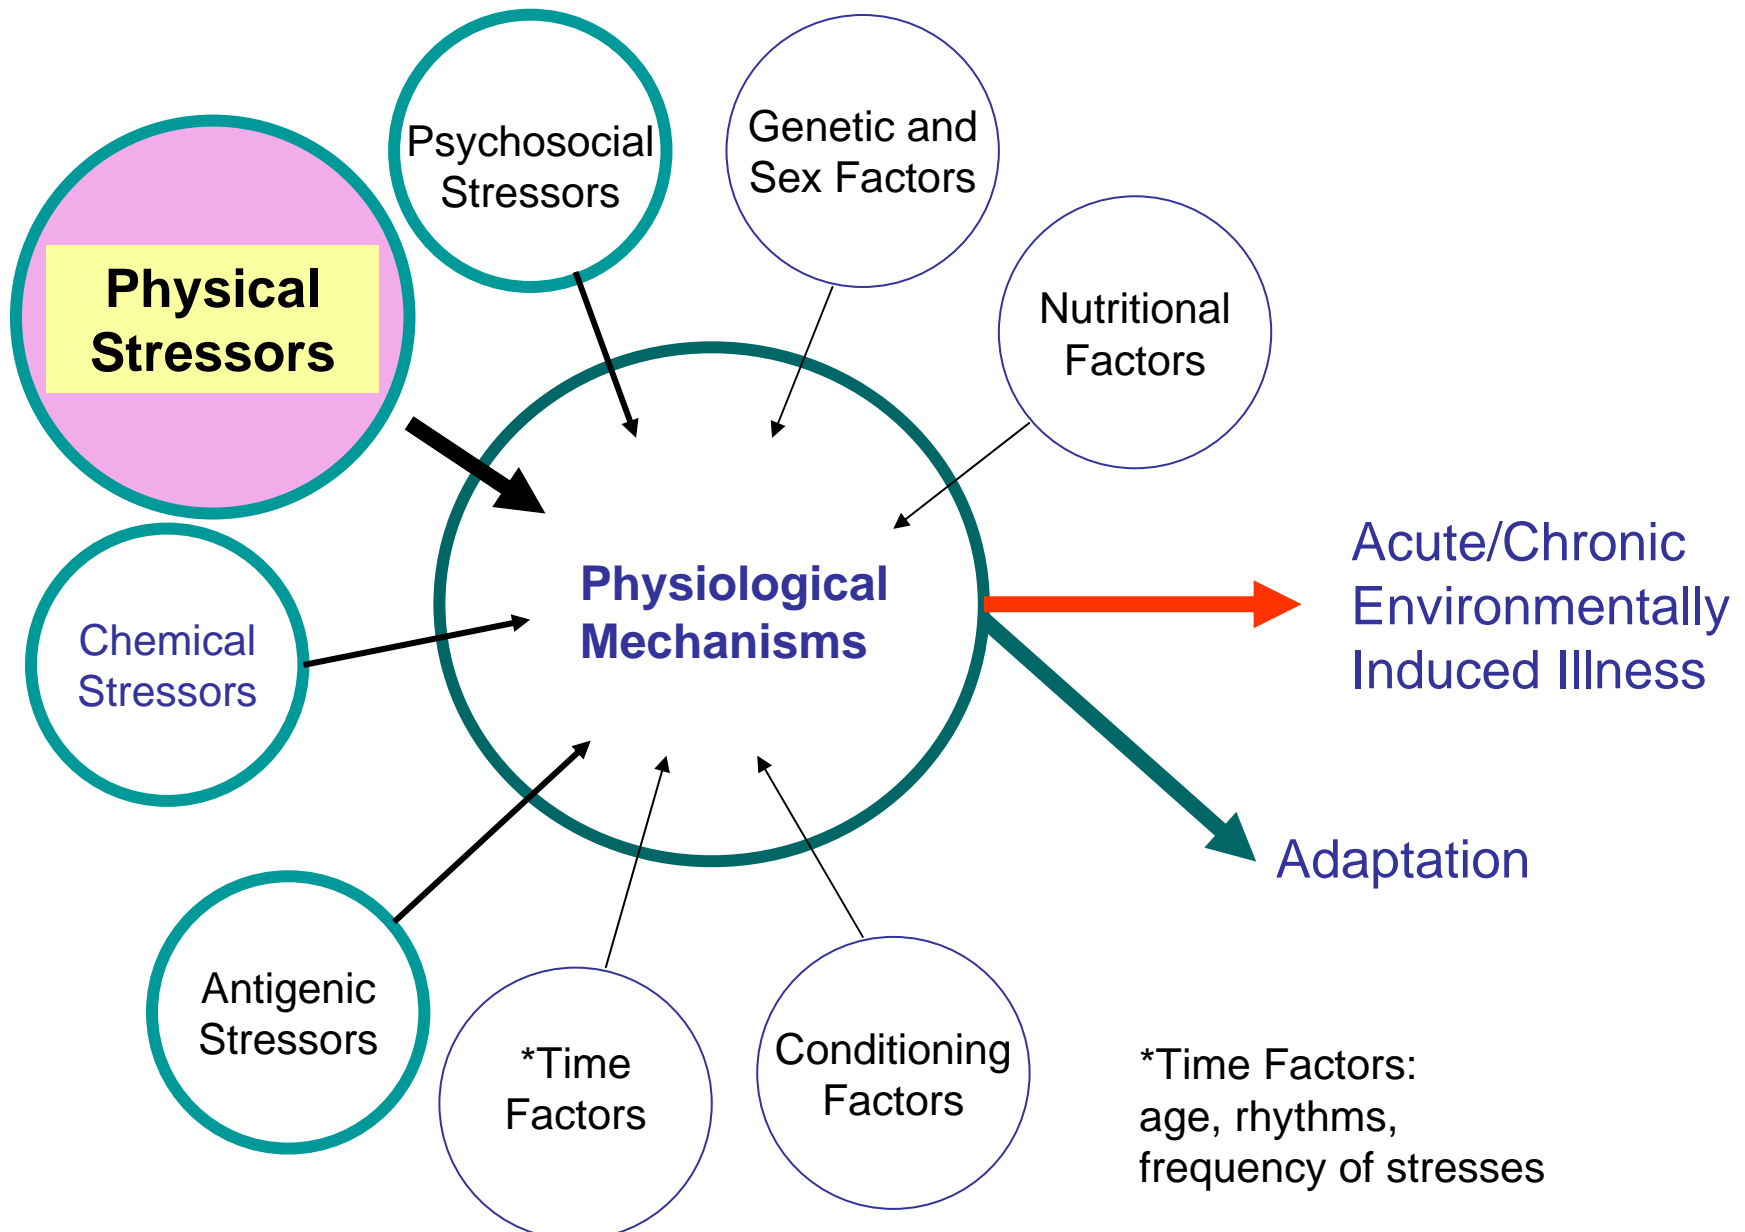 Psychosocial
Stressors
Genetic and
Sex Factors
Physical
Stressors
Nutritional
Factors
Physiological
Mechanisms
Acute/Chronic
Environmentally
Induced Illness
Chemical
Stressors
Adaptation
Antigenic
Stressors
*Time
Factors
Conditioning
Factors
*Time Factors:
age, rhythms,
frequency of stresses